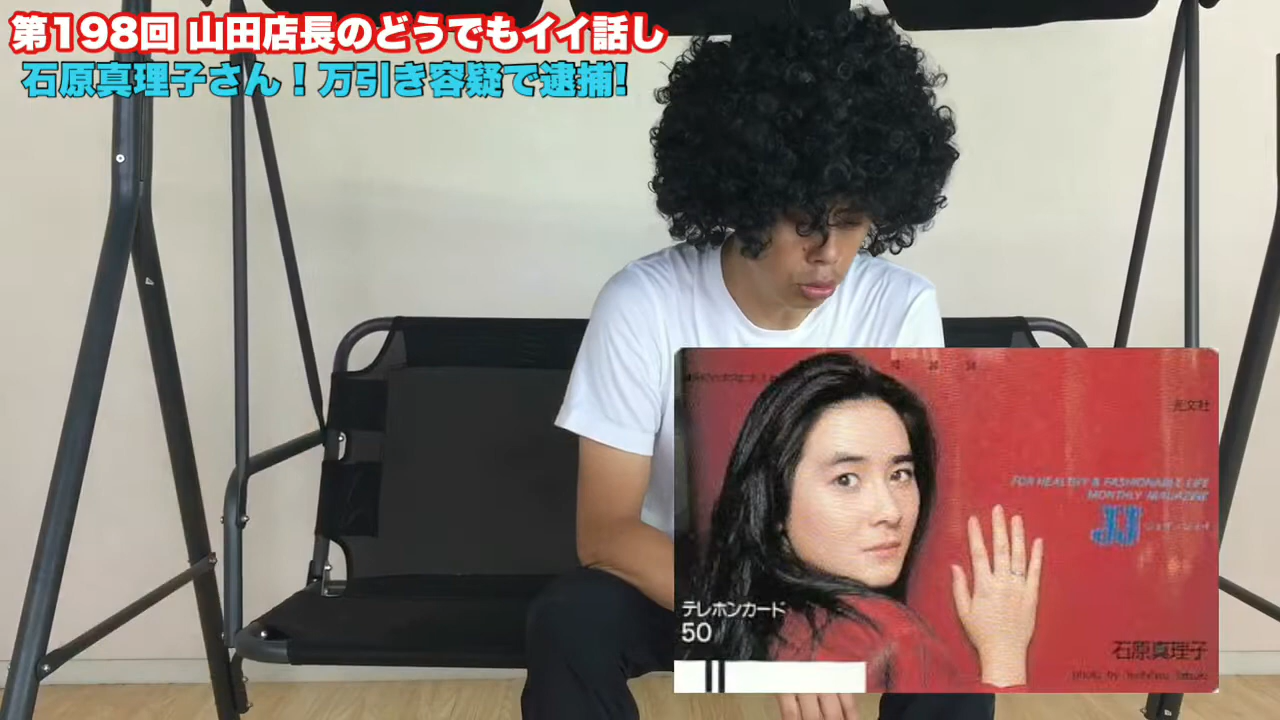 第198回 山田店長のどうでもイイ話し
石原真理子さん！万引き容疑で逮捕!
光文社
FOR HEALTHY & FASHIONABLE LIFE
MONTHLY MAGAZINE
JJ
テレホンカード
50
石原真理子
photo by